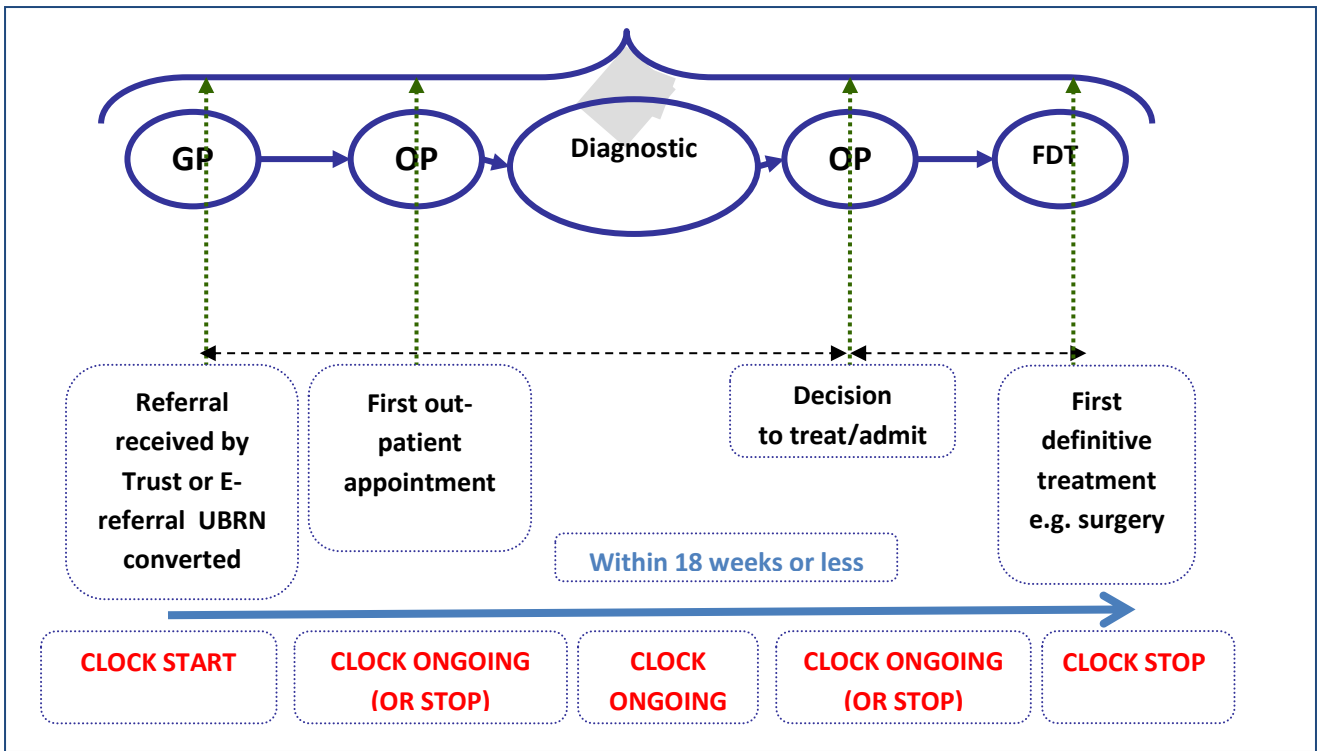 GP
OP
Diagnostic
OP
FDT
Referral
received by
Trust or E-
referral UBRN
converted
First out-
patient
appointment
Decision
to treat/admit
First
definitive
treatment
e.g. surgery
Within 18 weeks or less
CLOCK START
CLOCK ONGOING
(OR STOP)
CLOCK
ONGOING
CLOCK ONGOING
(OR STOP)
CLOCK STOP